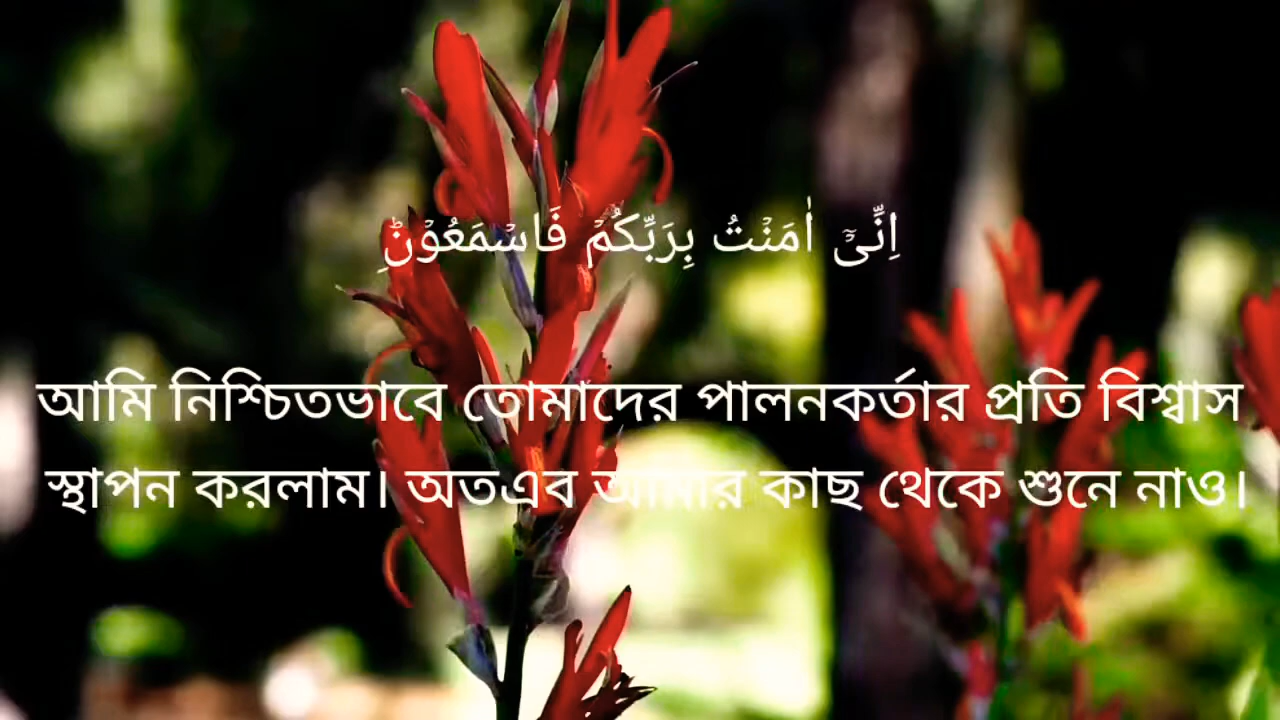 اِنِّیۡۤ اٰمَنۡتُ بِرَبِّکُمۡ فَاسۡمَعُوۡنِ ؕ
আমি নিশ্চিতভাবে তোমাদের পালনকর্তার প্রতি বিশ্বাস
স্থাপন করলাম। অতএব আমার কাছ থেকে শুনে নাও।